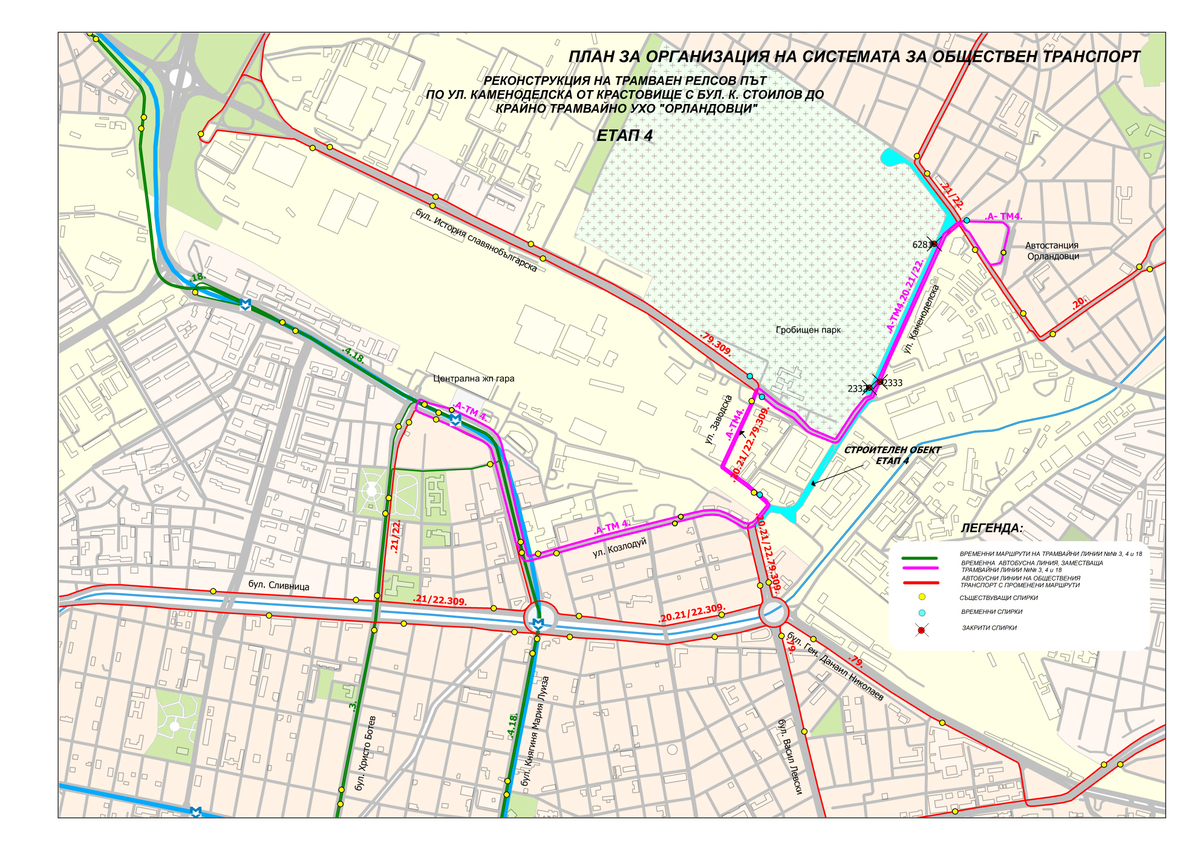 ПЛАН ЗА ОРГАНИЗАЦИЯ НА СИСТЕМАТА ЗА ОБЩЕСТВЕН ТРАНСПОРТ
РЕКОНСТРУКЦИЯ НА ТРАМВАЕН РЕЛСОВ ПЪТ
ПО УЛ. КАМЕНОДЕЛСКА ОТ КРАСТОВИЩЕ С БУЛ. К. СТОИЛОВ ДО
КРАЙНО ТРАМВАЙНО УХО "ОРЛАНДОВЦИ"
ЕТАП 4
.21/22.
.А- ТМ4.
бул. История славянобългарска
Автостанция
Орландовци
.18.
.А-ТМ4.20.21/22.
ул. Каменоделска
.20.
Гробищен парк
.79.309.
.4.18.
Централна жп гара
2333
.А-ТМ 4.
ул. Заводска
.А-ТМ4.
.20.21/22.79.309.
СТРОИТЕЛЕН ОБЕКТ
ЕТАП 4
.21/22.
.А-ТМ 4.
ул. Козлодуй
.20.21/22.79.309.
ЛЕГЕНДА:
ВРЕМЕННИ МАРШРУТИ НА ТРАМВАЙНИ ЛИНИИ №№ 3, 4 и 18
ВРЕМЕННА АВТОБУСНА ЛИНИЯ, ЗАМЕСТВАЩА
ТРАМВАЙНИ ЛИНИИ №№ 3, 4 и 18
АВТОБУСНИ ЛИНИИ НА ОБЩЕСТВЕНИЯ
ТРАНСПОРТ С ПРОМЕНЕНИ МАРШРУТИ
СЪЩЕСТВУВАЩИ СПИРКИ
ВРЕМЕННИ СПИРКИ
ЗАКРИТИ СПИРКИ
бул. Сливница
.21/22.309.
.20.21/22.309.
.79.
.79.
бул. Ген. Данаил Николаев
.3.
бул. Христо Ботев
.4.18.
бул. Княгиня Мария Луиза
бул. Васил Левски